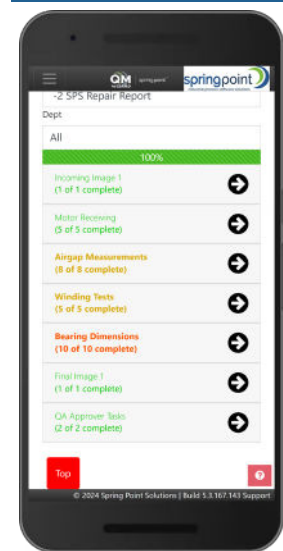 QM
springpoint
springpoint
-2 SPS Repair Report
Dept
All
100%
Incoming Image 1
(1 of 1 complete)
Motor Receiving
(5 of 5 complete)
Airgap Measurements
(8 of 8 complete)
Winding Tests
(5 of 5 complete)
Bearing Dimensions
(10 of 10 complete)
Final Image 1
(1 of 1 complete)
QA Approver Tasks
(2 of 2 complete)
Top
?
© 2024 Spring Point Solutions | Build 5.3.167.143 Support